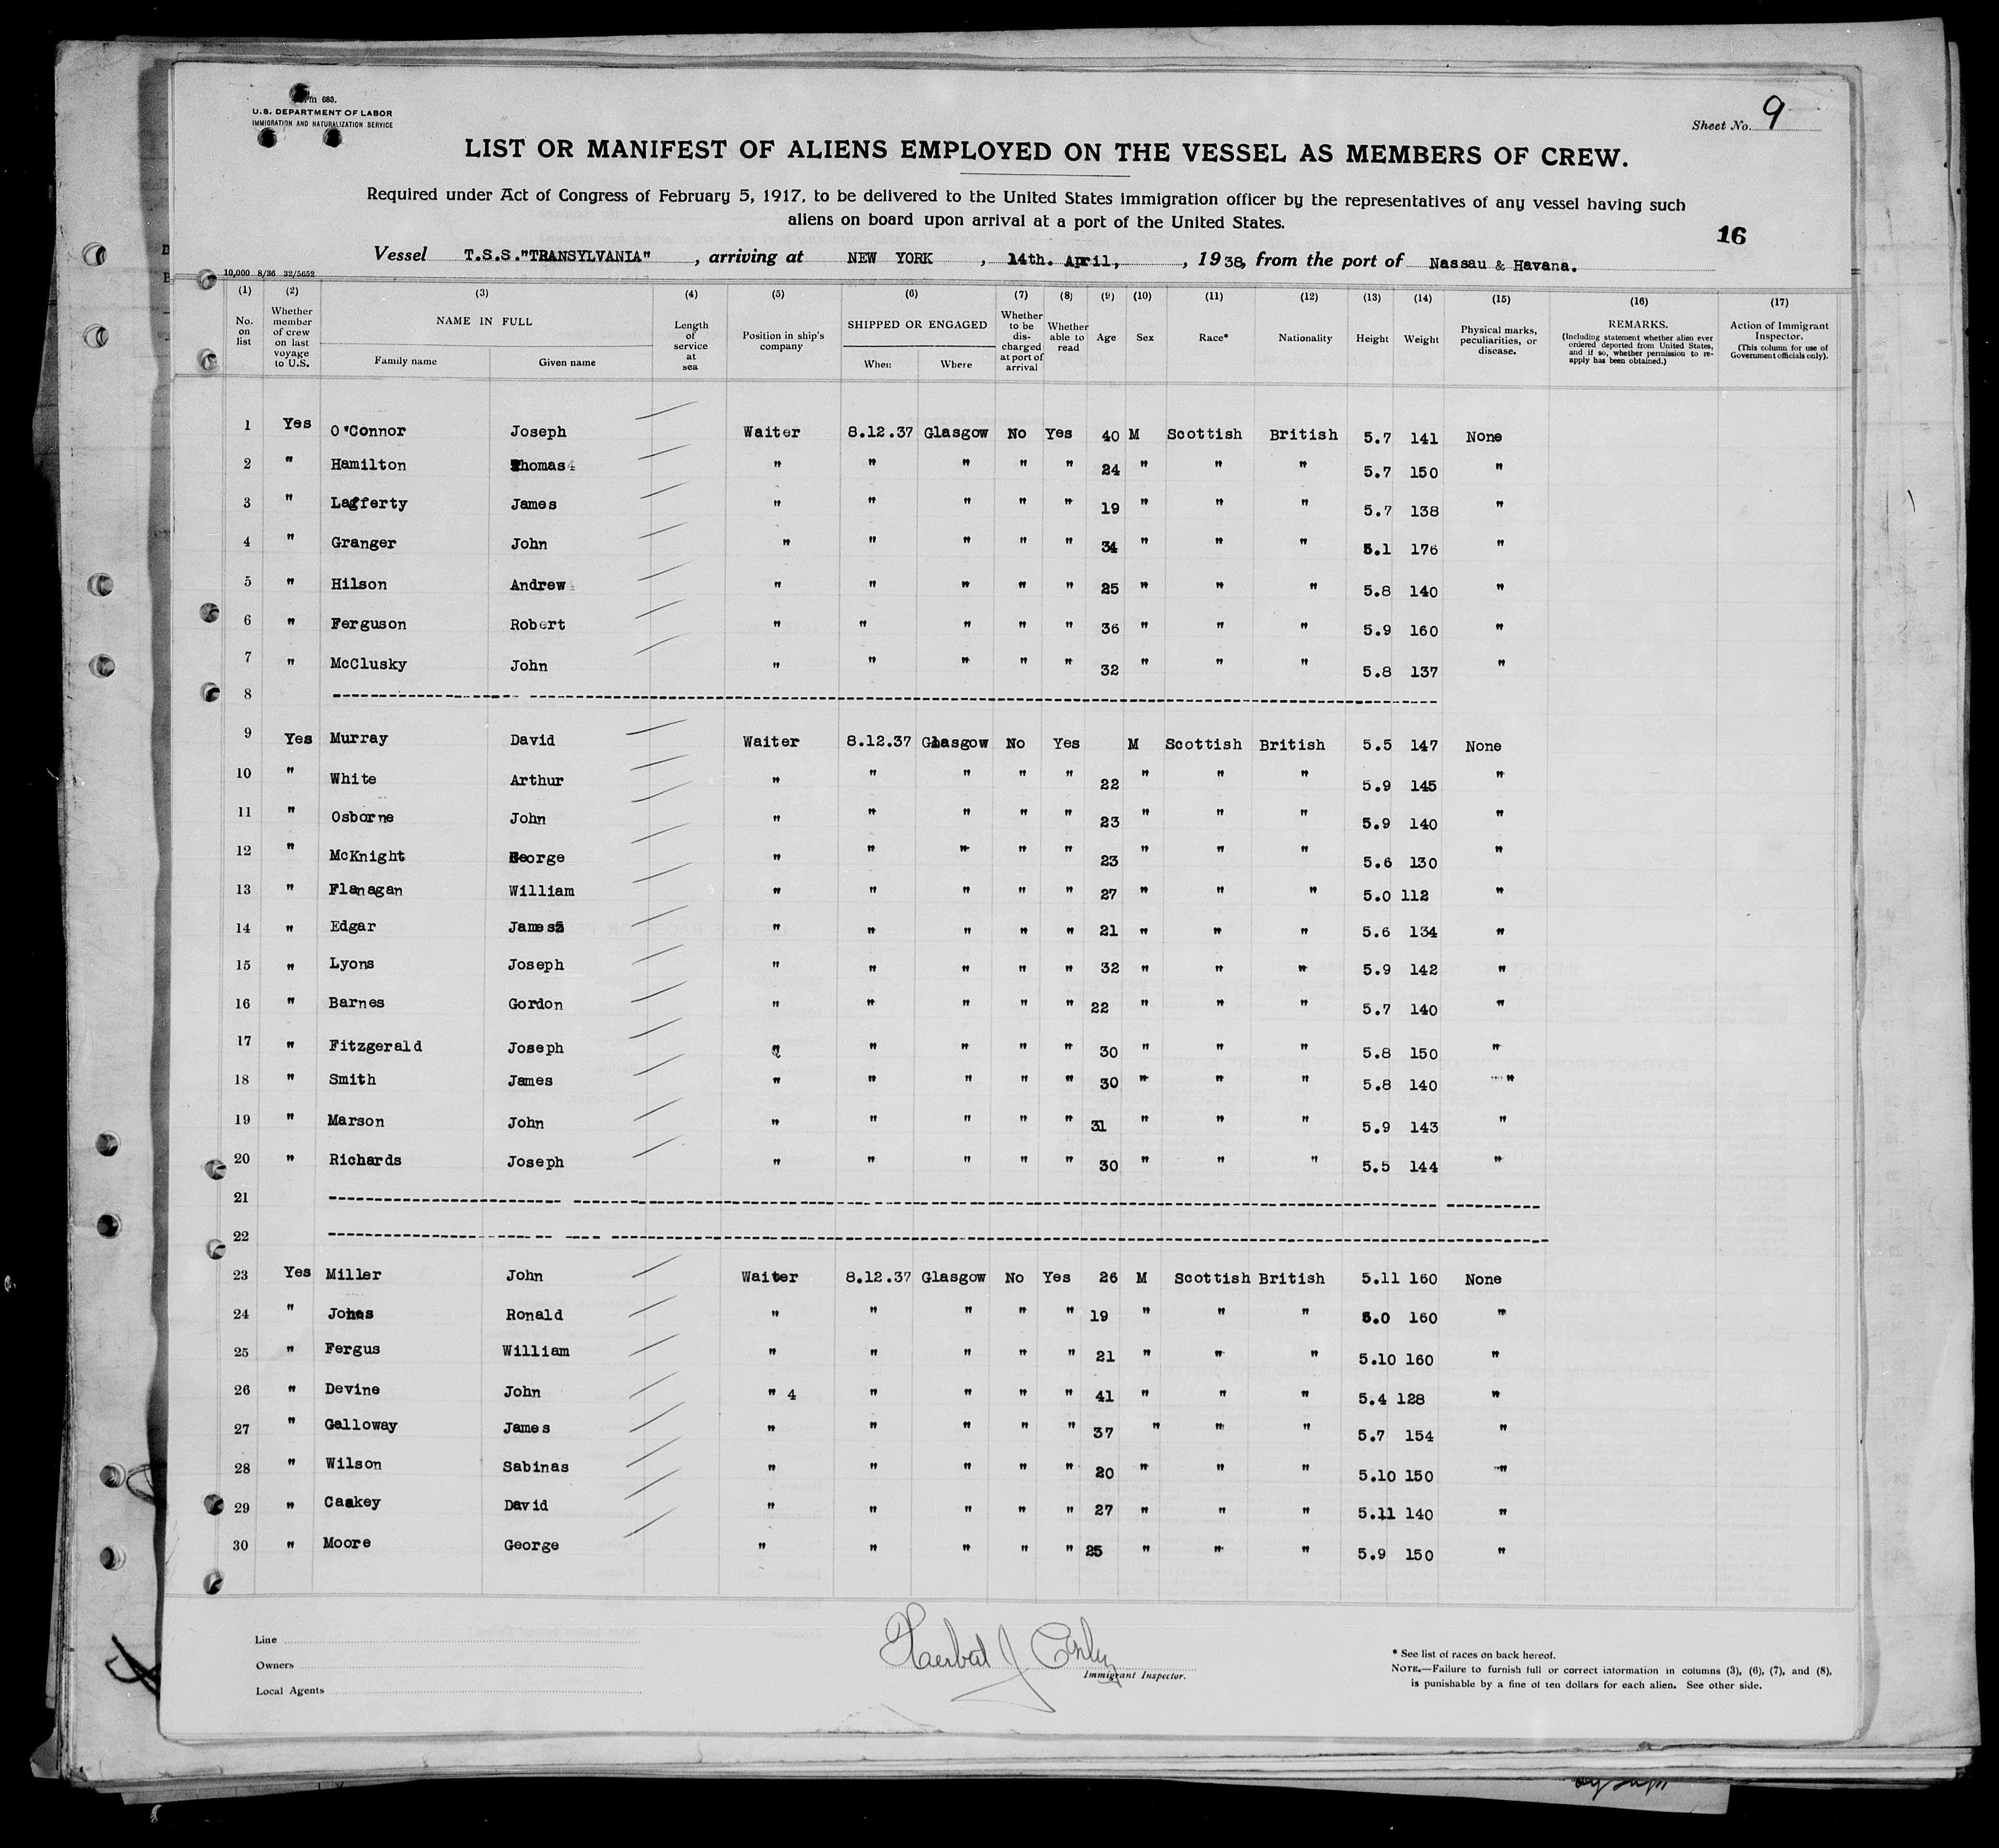 Form 680.
U.S. DEPARTMENT OF LABOR
IMMIGRATION AND NATURALIZATION SERVICE
Sheet No. 9
LIST OR MANIFEST OF ALIENS EMPLOYED ON THE VESSEL AS MEMBERS OF CREW.
Required under Act of Congress of February 5, 1917, to be delivered to the United States immigration officer by the representatives of any vessel having such
aliens on board upon arrival at a port of the United States.
16
Vessel T.S.S."TRANSYLVANIA", arriving at NEW YORK, 14th. April, , 1938, from the port of Nassau & Havana.
10,000 8/36 32/5652
(1) No. on list (2) Whether member of crew on last voyage to U.S. (3) NAME IN FULL Family name Given name (4) Length of service at sea (5) Position in ship's company (6) SHIPPED OR ENGAGED When Where (7) Whether to be discharged at port of arrival (8) Whether able to read (9) Age (10) Sex (11) Race* (12) Nationality (13) Height (14) Weight (15) Physical marks, peculiarities, or disease. (16) REMARKS. (Including statement whether alien ever ordered deported from United States, and if so, whether permission to re-apply has been obtained.) (17) Action of Immigrant Inspector. (This column for use of Government officials only).
1 Yes O'Connor Joseph Waiter 8.12.37 Glasgow No Yes 40 M Scottish British 5.7 141 None
2 " Hamilton Thomas " " " " " 24 " " " 5.7 150 "
3 " Lafferty James " " " " " 19 " " " 5.7 138 "
4 " Granger John " " " " " 34 " " " 5.1 176 "
5 " Hilson Andrew " " " " " 25 " " " 5.8 140 "
6 " Ferguson Robert " " " " " 36 " " " 5.9 160 "
7 " McClusky John " " " " " 32 " " " 5.8 137 "
8
9 Yes Murray David Waiter 8.12.37 Glasgow No Yes M Scottish British 5.5 147 None
10 " White Arthur " " " " " 22 " " " 5.9 145 "
11 " Osborne John " " " " " 23 " " " 5.9 140 "
12 " McKnight George " " " " " 23 " " " 5.6 130 "
13 " Flanagan William " " " " " 27 " " " 5.0 112 "
14 " Edgar James " " " " " 21 " " " 5.6 134 "
15 " Lyons Joseph " " " " " 32 " " " 5.9 142 "
16 " Barnes Gordon " " " " " 22 " " " 5.7 140 "
17 " Fitzgerald Joseph " " " " " 30 " " " 5.8 150 "
18 " Smith James " " " " " 30 " " " 5.8 140 "
19 " Marson John " " " " " 31 " " " 5.9 143 "
20 " Richards Joseph " " " " " 30 " " " 5.5 144 "
21
22
23 Yes Miller John Waiter 8.12.37 Glasgow No Yes 26 M Scottish British 5.11 160 None
24 " Jones Ronald " " " " " 19 " " " 5.0 160 "
25 " Fergus William " " " " " 21 " " " 5.10 160 "
26 " Devine John " 4 " " " " 41 " " " 5.4 128 "
27 " Galloway James " " " " " 37 " " " 5.7 154 "
28 " Wilson Sabinas " " " " " 20 " " " 5.10 150 "
29 " Caskey David " " " " " 27 " " " 5.11 140 "
30 " Moore George " " " " " 25 " " " 5.9 150 "
Line
Owners
Local Agents
Herbert J
Immigrant Inspector.
* See list of races on back hereof.
NOTE.—Failure to furnish full or correct information in columns (3), (6), (7), and (8),
is punishable by a fine of ten dollars for each alien. See other side.